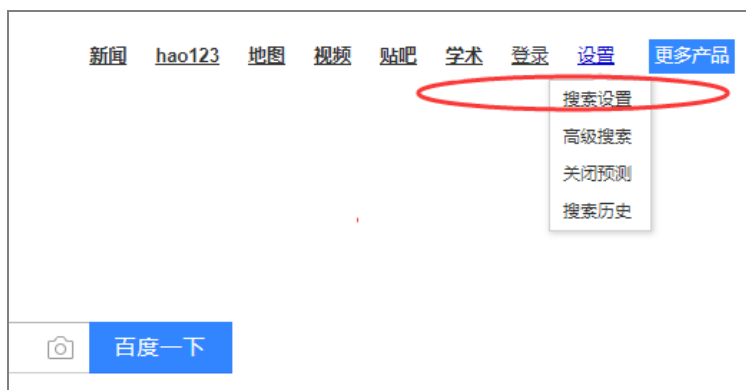 新闻 hao123 地图 视频 贴吧 学术 登录 设置 更多产品
搜索设置
高级搜索
关闭预测
搜索历史
百度一下